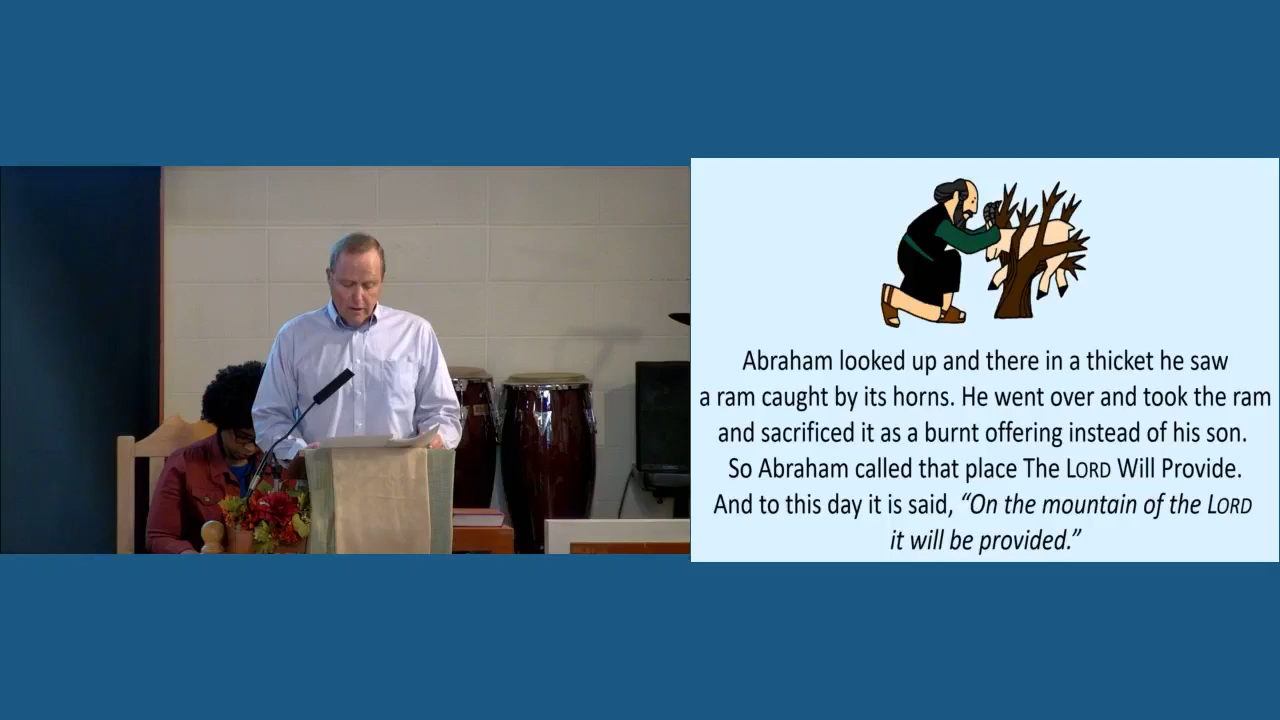 Abraham looked up and there in a thicket he saw
a ram caught by its horns. He went over and took the ram
and sacrificed it as a burnt offering instead of his son.
So Abraham called that place The LORD Will Provide.
And to this day it is said, “On the mountain of the LORD
it will be provided.”